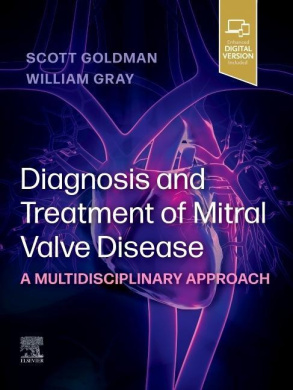 SCOTT GOLDMAN
WILLIAM GRAY
Enhanced
DIGITAL
VERSION
Included
Diagnosis and
Treatment of Mitral
Valve Disease
A MULTIDISCIPLINARY APPROACH
ELSEVIER